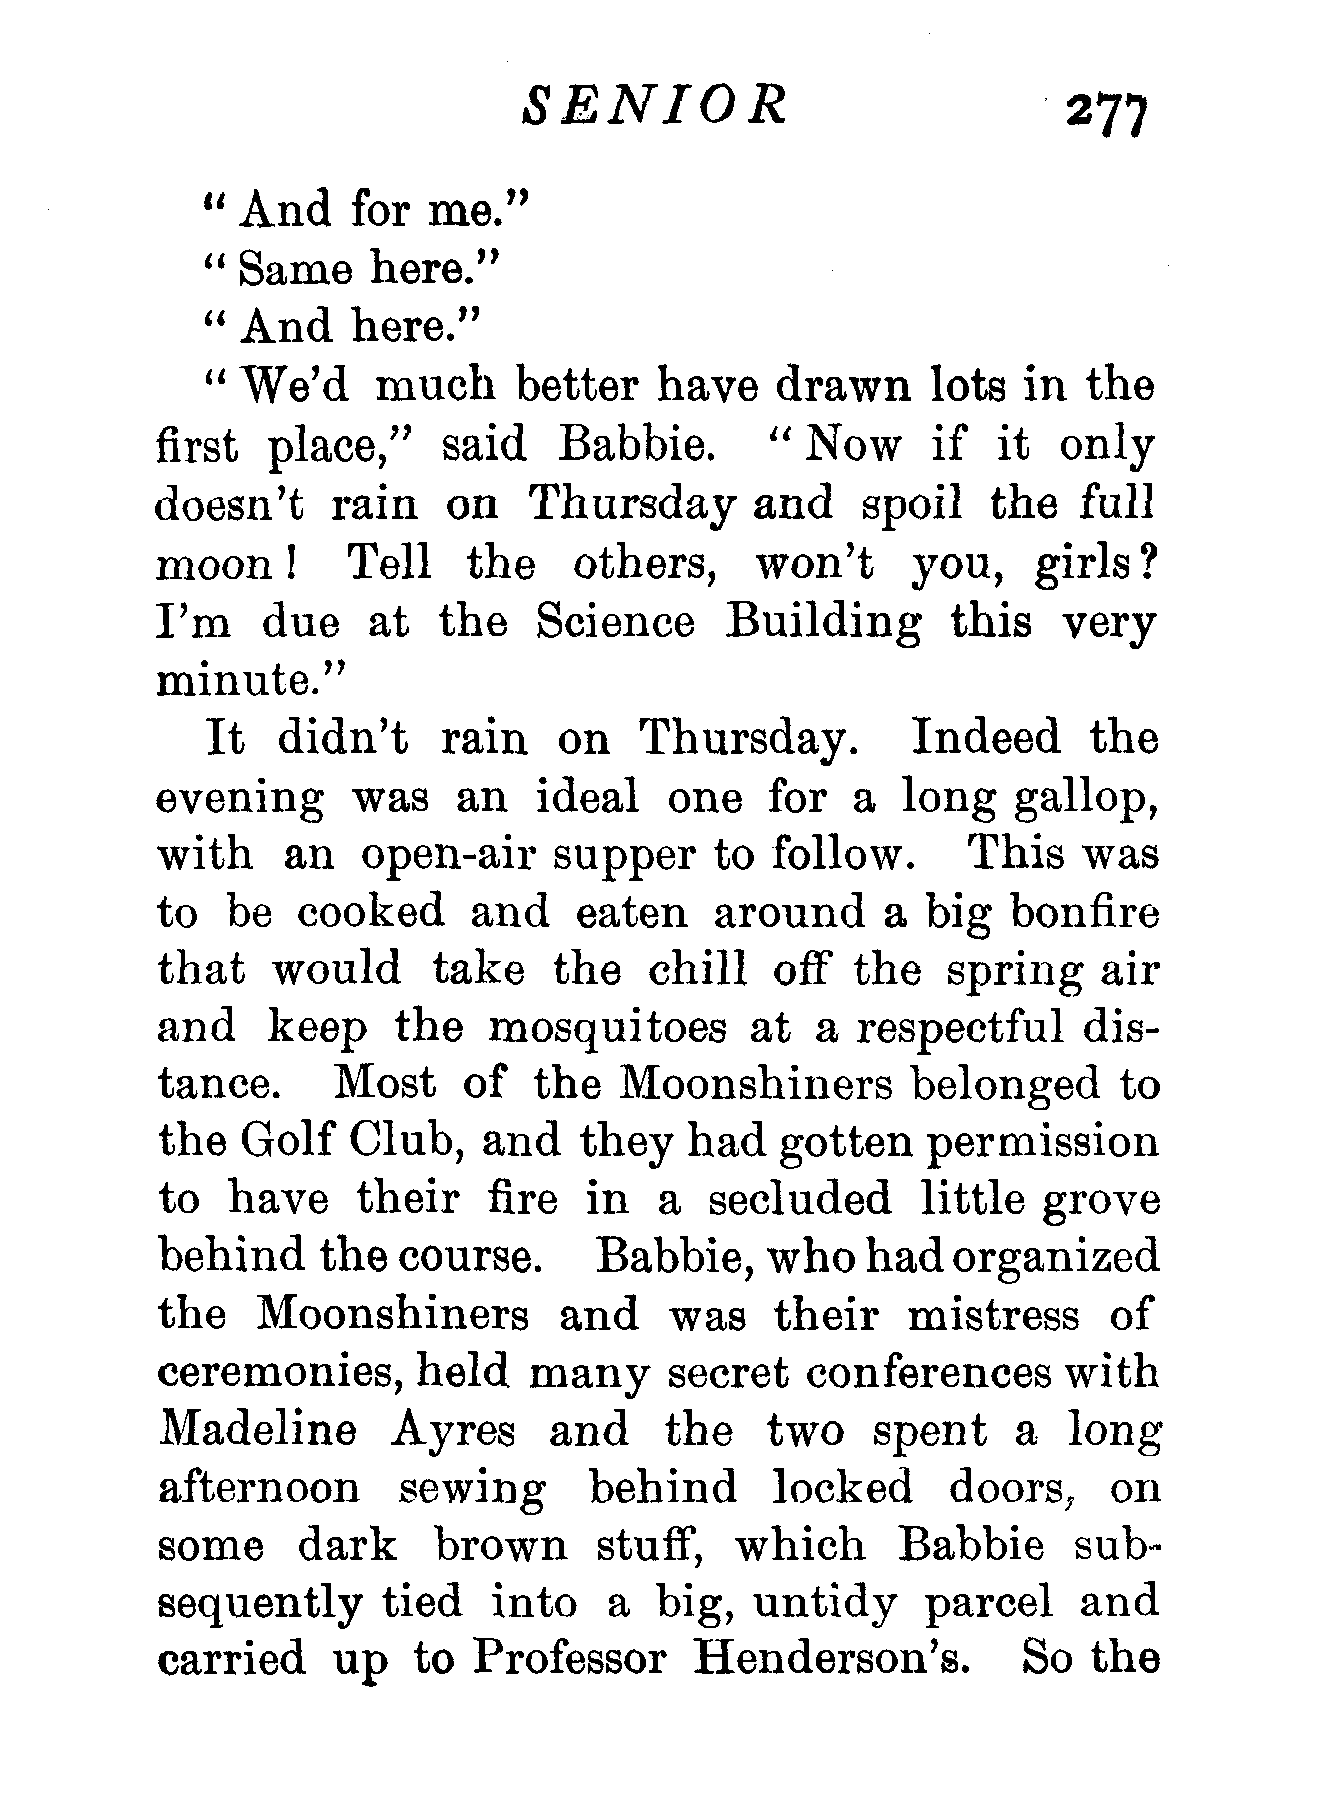 SENIOR 277
“ And for me.”
“ Same here.”
“ And here.”
“ We’d much better have drawn lots in the
first place,” said Babbie. “ Now if it only
doesn’t rain on Thursday and spoil the full
moon ! Tell the others, won’t you, girls ?
I’m due at the Science Building this very
minute.”
It didn’t rain on Thursday. Indeed the
evening was an ideal one for a long gallop,
with an open-air supper to follow. This was
to be cooked and eaten around a big bonfire
that would take the chill off the spring air
and keep the mosquitoes at a respectful dis-
tance. Most of the Moonshiners belonged to
the Golf Club, and they had gotten permission
to have their fire in a secluded little grove
behind the course. Babbie, who had organized
the Moonshiners and was their mistress of
ceremonies, held many secret conferences with
Madeline Ayres and the two spent a long
afternoon sewing behind locked doors, on
some dark brown stuff, which Babbie sub-
sequently tied into a big, untidy parcel and
carried up to Professor Henderson’s. So the